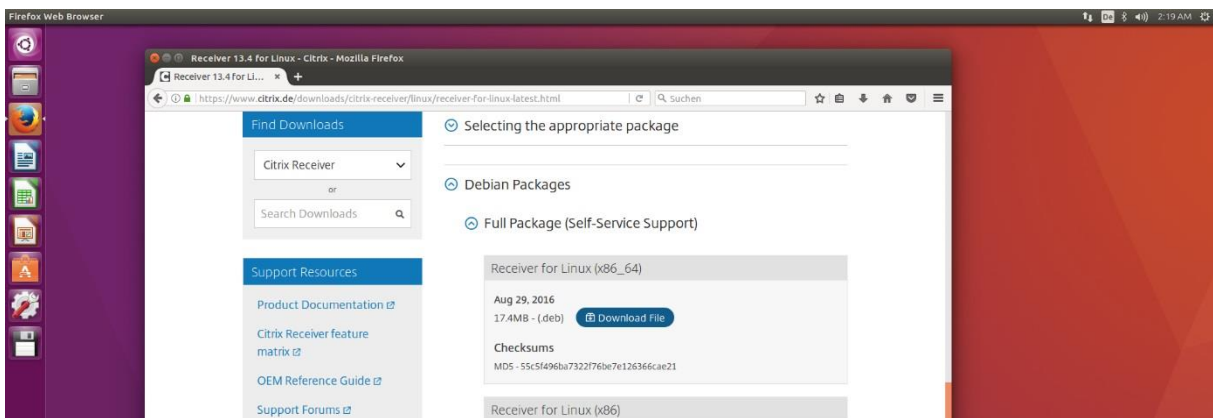 Firefox Web Browser
De
2:19 AM
Receiver 13.4 for Linux - Citrix - Mozilla Firefox
Receiver 13.4 for Li...
https://www.citrix.de/downloads/citrix-receiver/linux/receiver-for-linux-latest.html
Suchen
Find Downloads
Citrix Receiver
or
Search Downloads
Support Resources
Product Documentation
Citrix Receiver feature
matrix
OEM Reference Guide
Support Forums
Selecting the appropriate package
Debian Packages
Full Package (Self-Service Support)
Receiver for Linux (x86_64)
Aug 29, 2016
17.4MB - (.deb) Download File
Checksums
MD5 - 55c5f496ba7322f76be7e126366cae21
Receiver for Linux (x86)